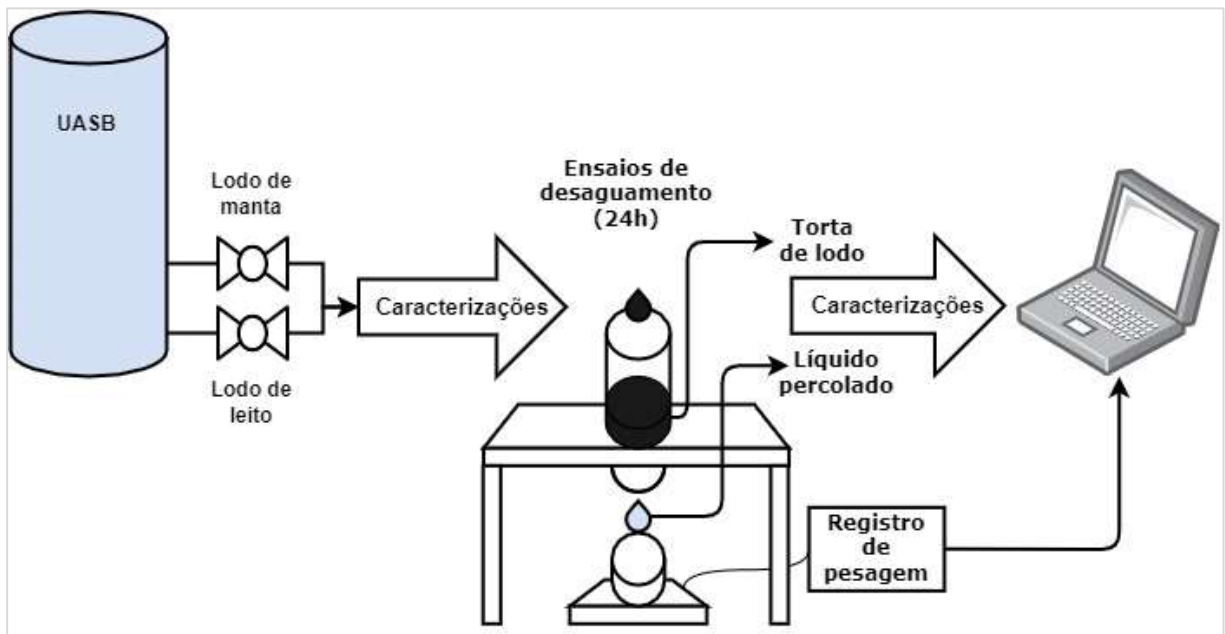 UASB
Lodo de
manta
Lodo de
leito
Caracterizações
Ensaios de
desaguamento
(24h)
Torta
de lodo
Líquido
percolado
Caracterizações
Registro
de
pesagem